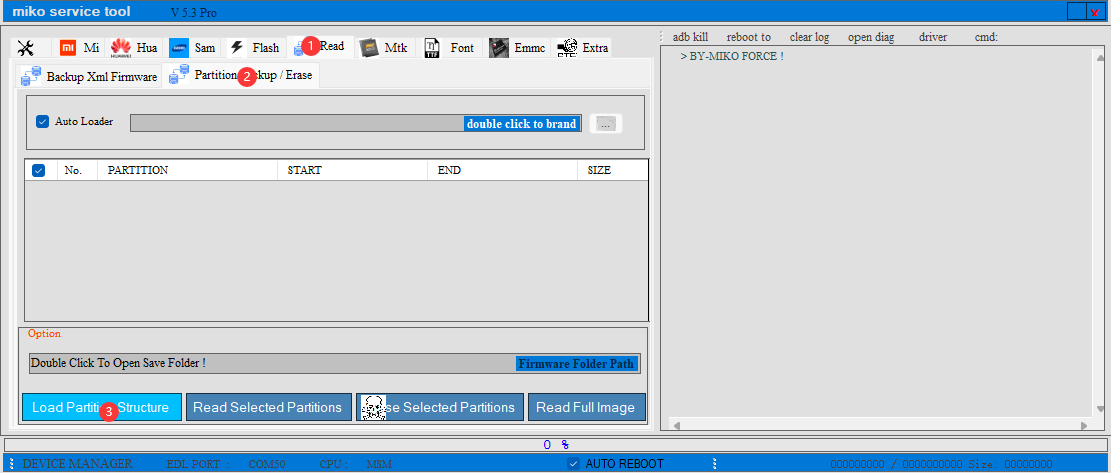 miko service tool V 5.3 Pro x
Mi Hua Sam Flash 1 Read Mtk Font Emmc Extra
HUAWEI
Backup Xml Firmware Partition 2 ckup / Erase
Auto Loader double click to brand ...
No. PARTITION START END SIZE
Option
Double Click To Open Save Folder ! Firmware Folder Path
Load Partiti 3 Structure Read Selected Partitions se Selected Partitions Read Full Image
adb kill reboot to clear log open diag driver cmd:
> BY-MIKO FORCE !
0 %
DEVICE MANAGER EDL PORT : COM50 CPU : MSM AUTO REBOOT 000000000 / 0000000000 Size: 00000000